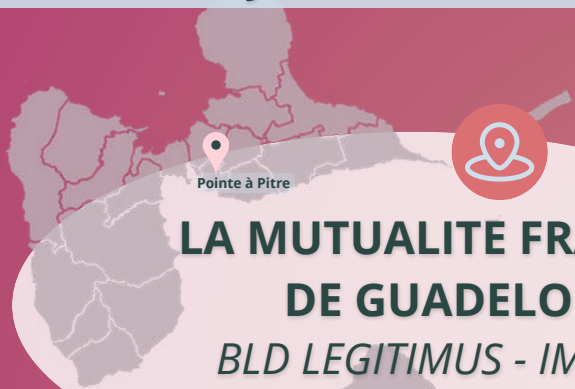 Pointe à Pitre
LA MUTUALITE FR
DE GUADELO
BLD LEGITIMUS - IM